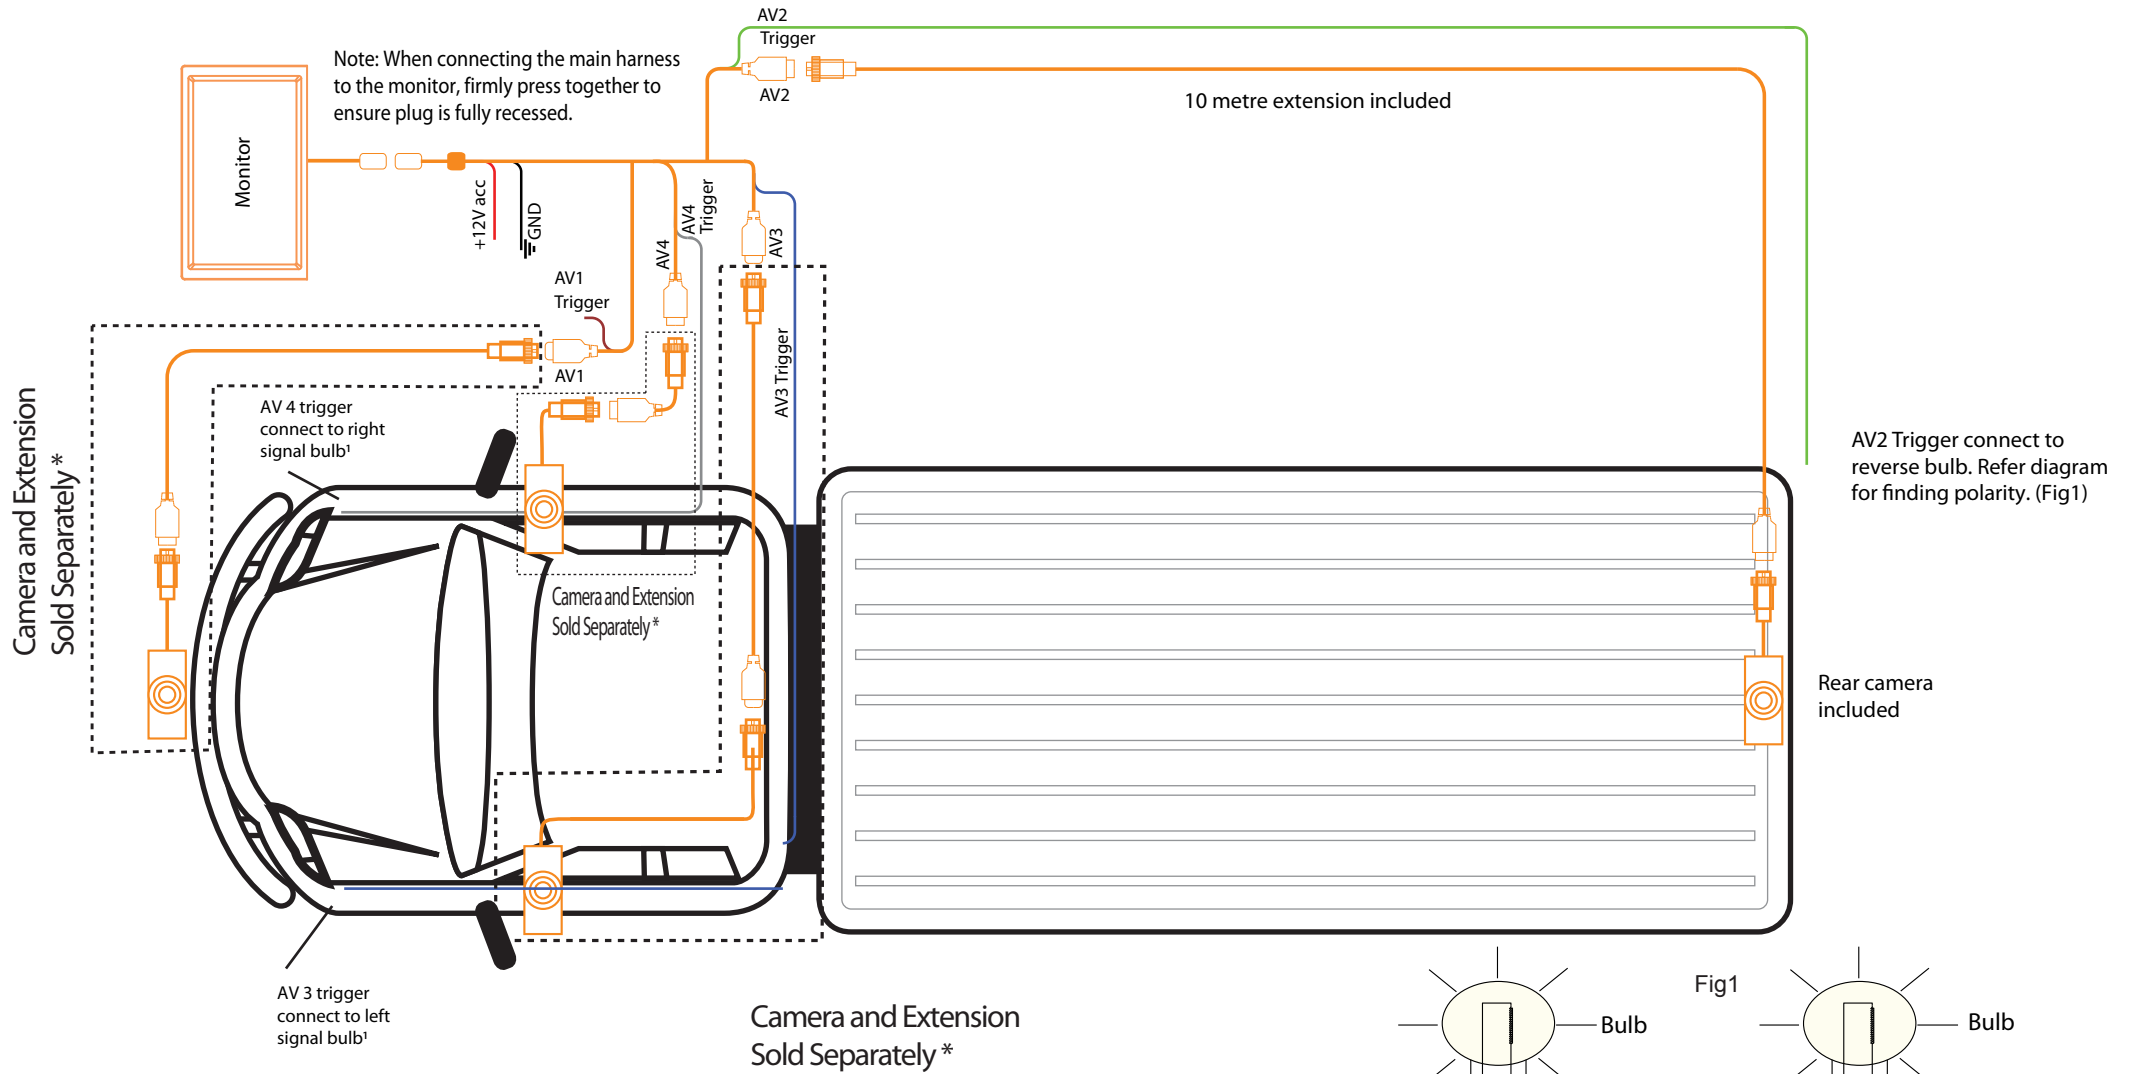 AV2
Trigger
Note: When connecting the main harness
to the monitor, firmly press together to
ensure plug is fully recessed.
AV2
10 metre extension included
Monitor
+12V acc
GND
AV4
Trigger
AV4
AV3
AV1
Trigger
AV1
AV3 Trigger
Camera and Extension
Sold Separately *
AV 4 trigger
connect to right
signal bulb¹
AV2 Trigger connect to
reverse bulb. Refer diagram
for finding polarity. (Fig1)
Camera and Extension
Sold Separately *
Rear camera
included
AV 3 trigger
connect to left
signal bulb¹
Camera and Extension
Sold Separately *
Fig1
Bulb
Bulb